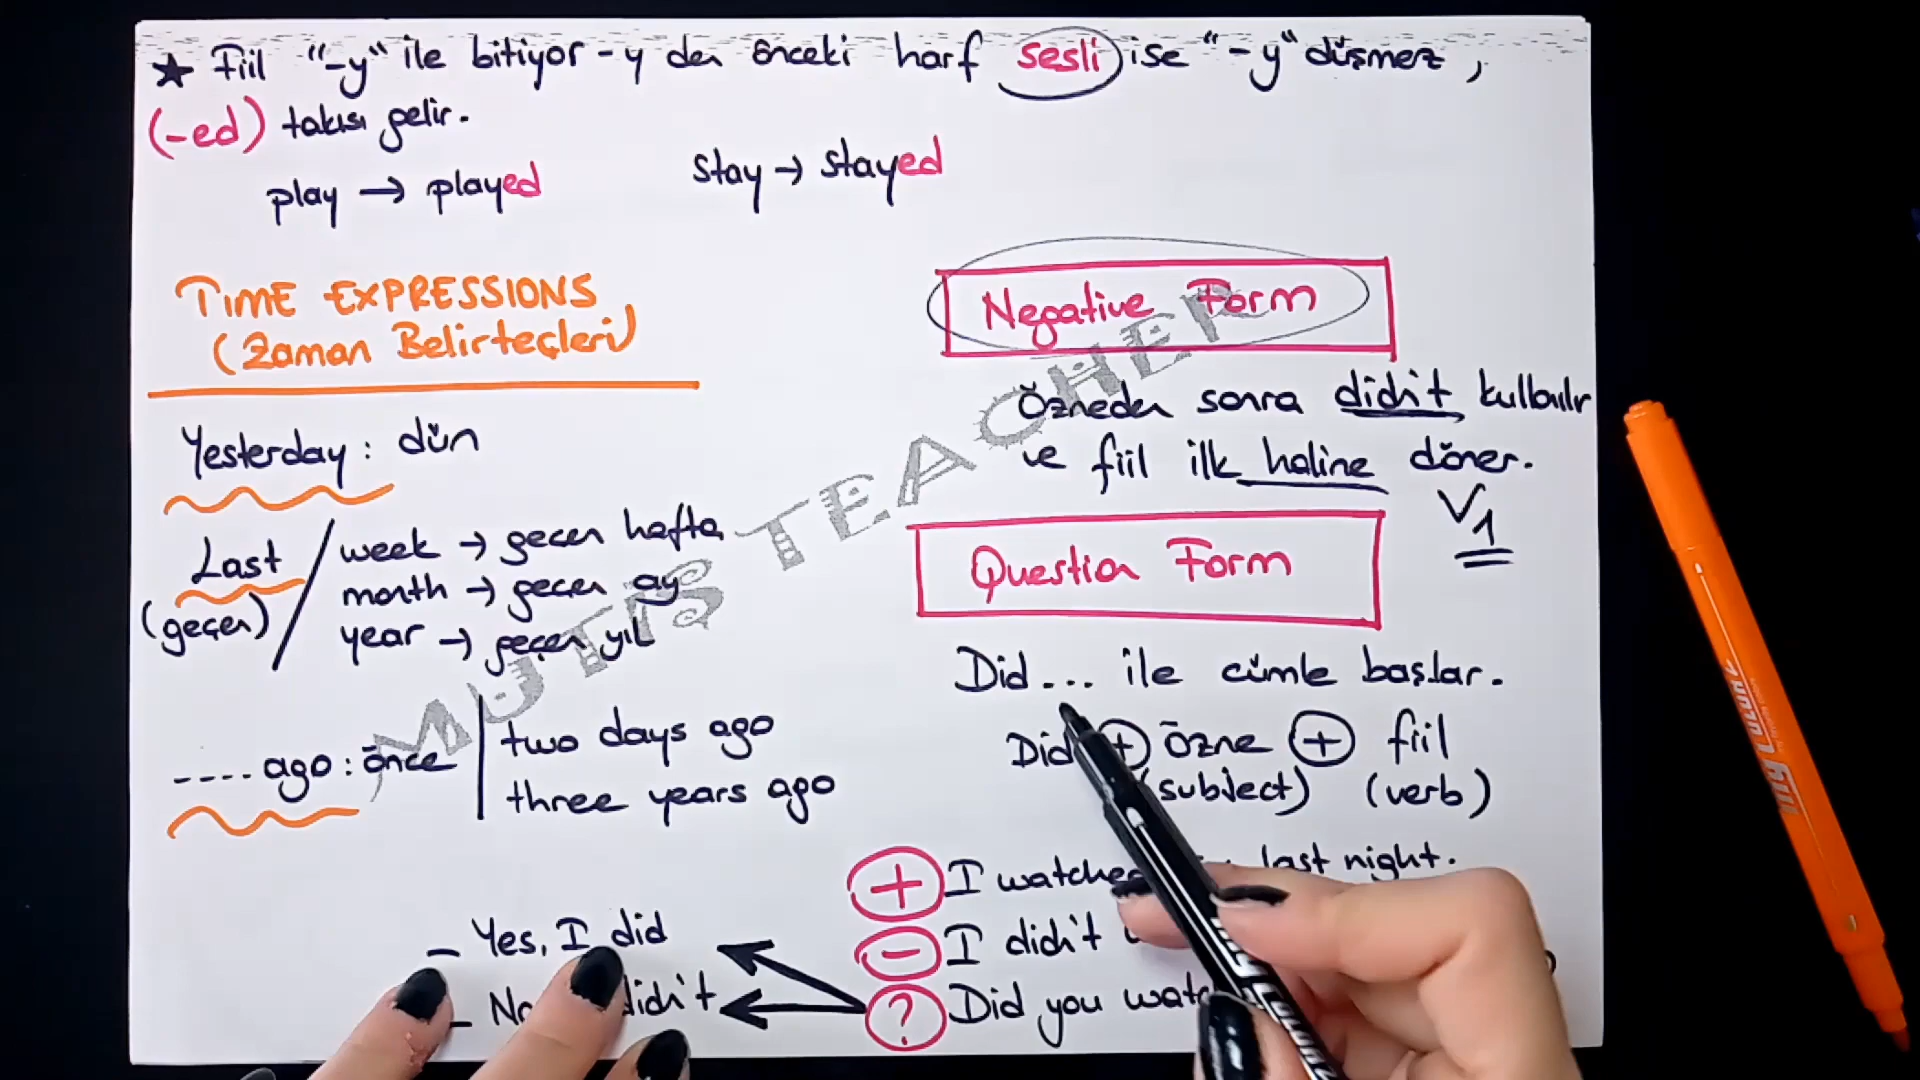 ★ Fiil "-y" ile bitiyor -y den önceki harf sesli ise "-y" düşmez,
(-ed) takısı gelir.
play → played
stay → stayed
TIME EXPRESSIONS
(Zaman Belirteçleri)
Yesterday : dün
Last
(geçen)
week → geçen hafta
month → geçen ay
year → geçen yıl
---- ago : önce
two days ago
three years ago
Negative Form
Özneden sonra didn't kullanılır
ve fiil ilk haline döner.
V1
Question Form
Did ... ile cümle başlar.
Did + özne + fiil
(subject) (verb)
+ I watched last night.
- I didn't
? Did you
- Yes, I did
- No didn't
MUTIS TEACHER